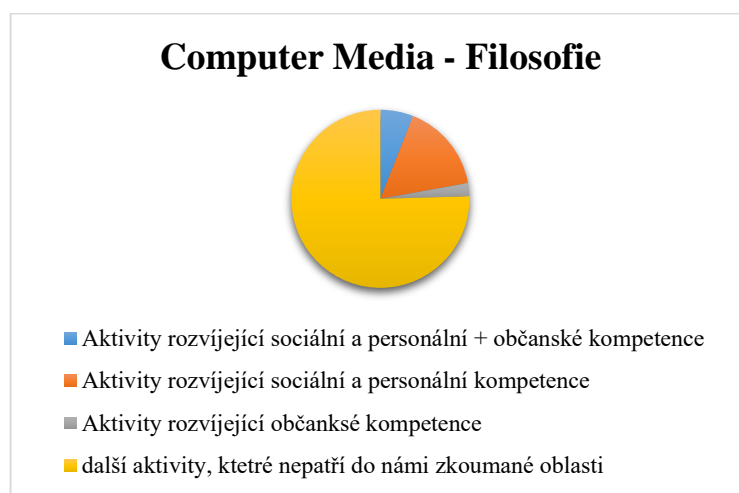 Computer Media - Filosofie
Aktivity rozvíjející sociální a personální + občanské kompetence
Aktivity rozvíjející sociální a personální kompetence
Aktivity rozvíjející občanksé kompetence
další aktivity, ktetré nepatří do námi zkoumané oblasti